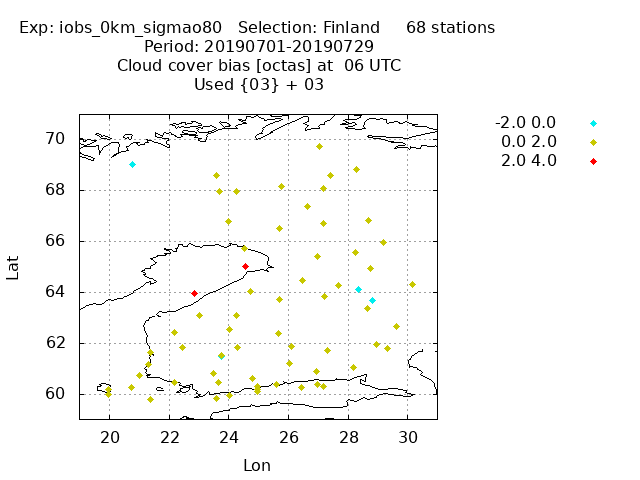 Exp: iobs_0km_sigmao80   Selection: Finland     68 stations
Period: 20190701-20190729
Cloud cover bias [octas] at  06 UTC
Used {03} + 03
-2.0 0.0
0.0 2.0
2.0 4.0
70
68
66
64
62
60
Lat
20 22 24 26 28 30
Lon